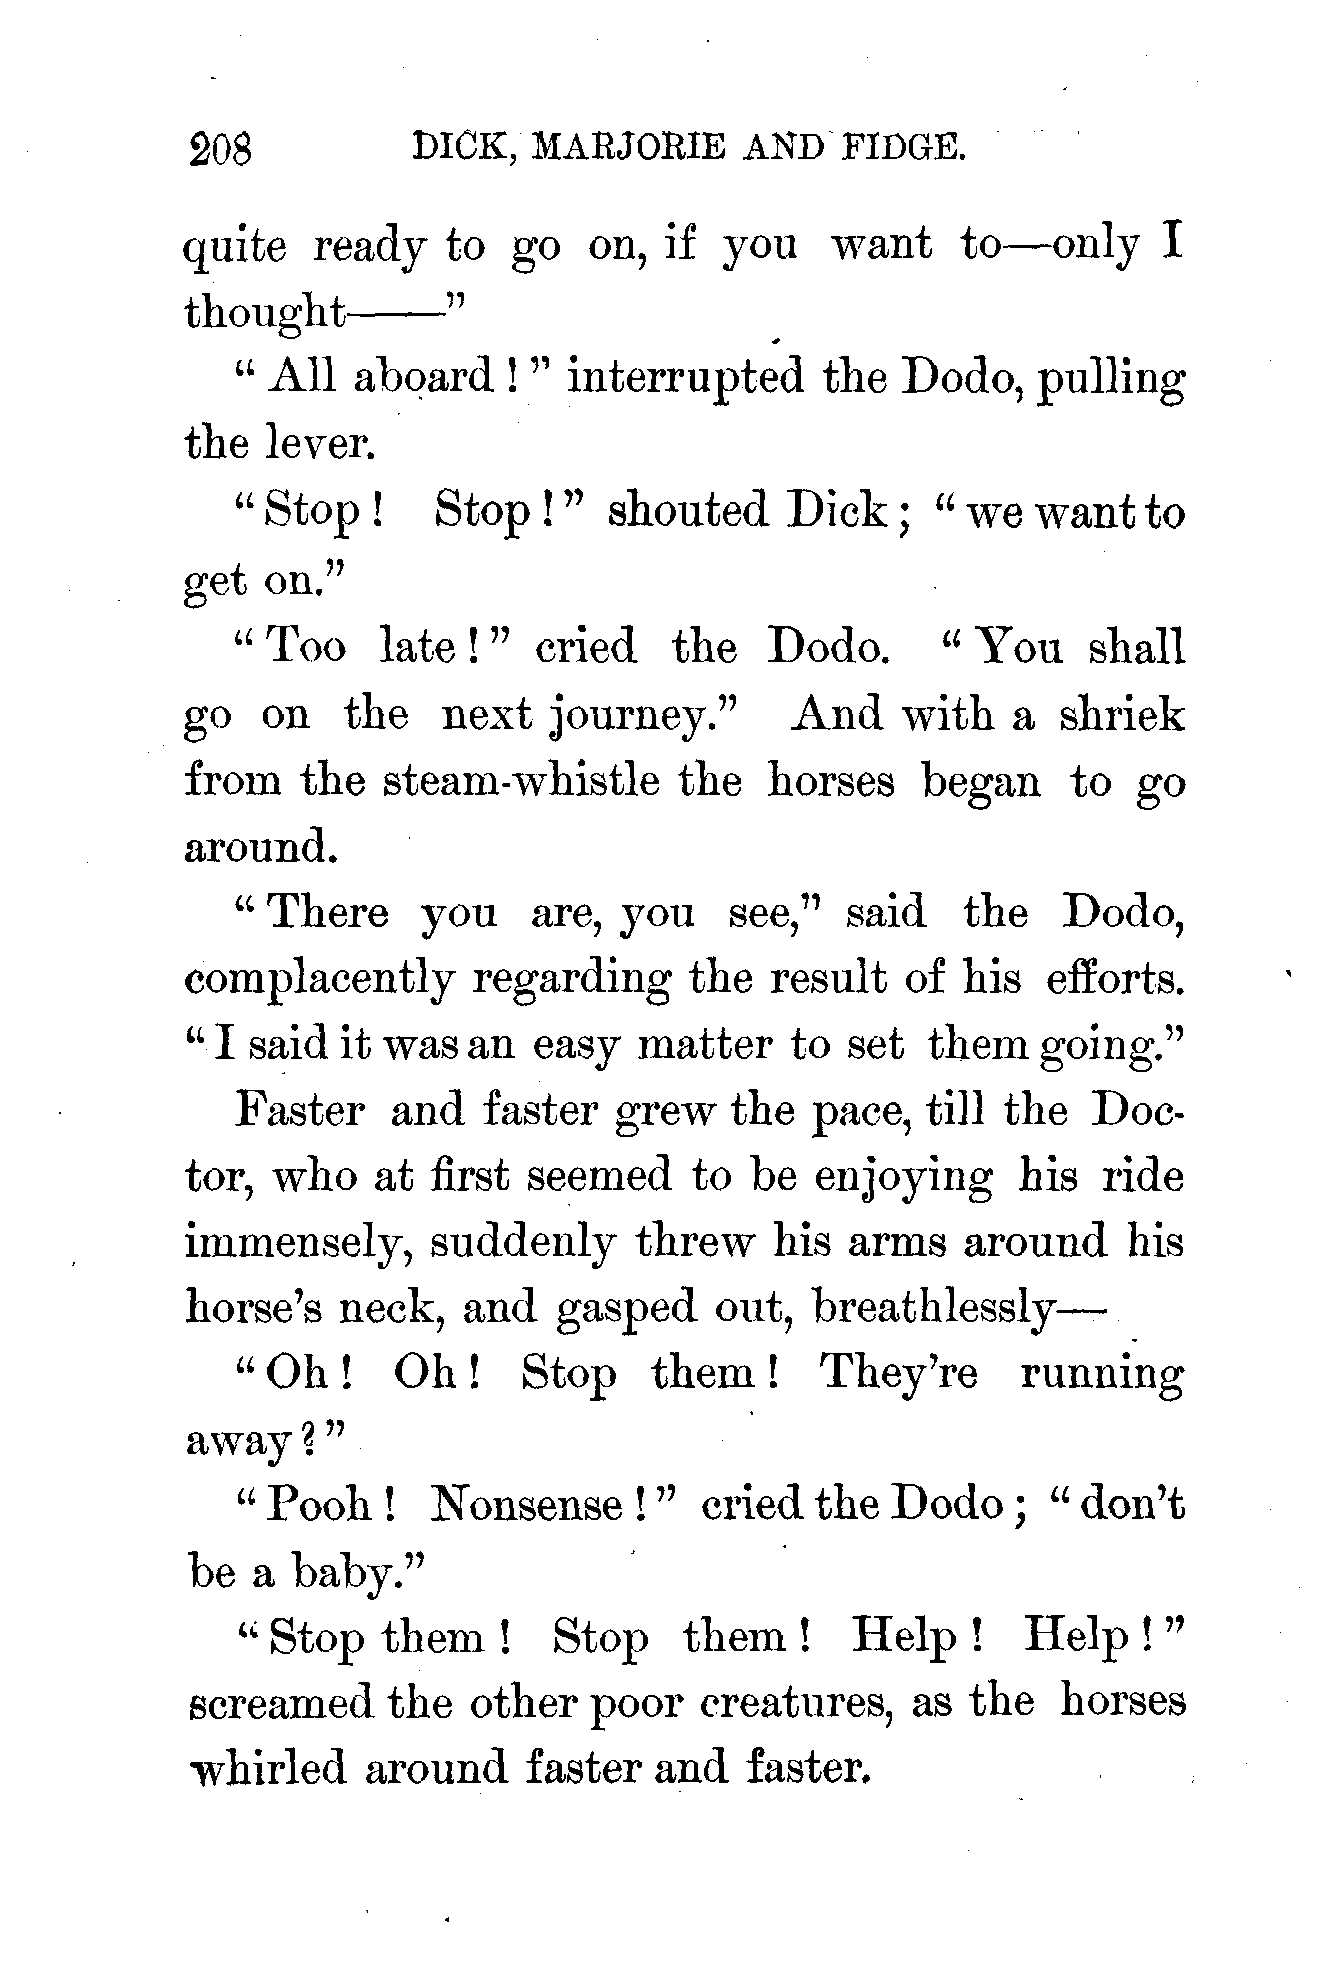 208 DICK, MARJORIE AND FIDGE.
quite ready to go on, if you want to—only I
thought——"
" All aboard ! " interrupted the Dodo, pulling
the lever.
" Stop ! Stop ! " shouted Dick ; " we want to
get on."
" Too late ! " cried the Dodo. " You shall
go on the next journey." And with a shriek
from the steam-whistle the horses began to go
around.
" There you are, you see," said the Dodo,
complacently regarding the result of his efforts.
" I said it was an easy matter to set them going."
Faster and faster grew the pace, till the Doc-
tor, who at first seemed to be enjoying his ride
immensely, suddenly threw his arms around his
horse's neck, and gasped out, breathlessly—
" Oh ! Oh ! Stop them ! They're running
away ? "
" Pooh ! Nonsense ! " cried the Dodo ; " don't
be a baby."
" Stop them ! Stop them ! Help ! Help ! "
screamed the other poor creatures, as the horses
whirled around faster and faster.